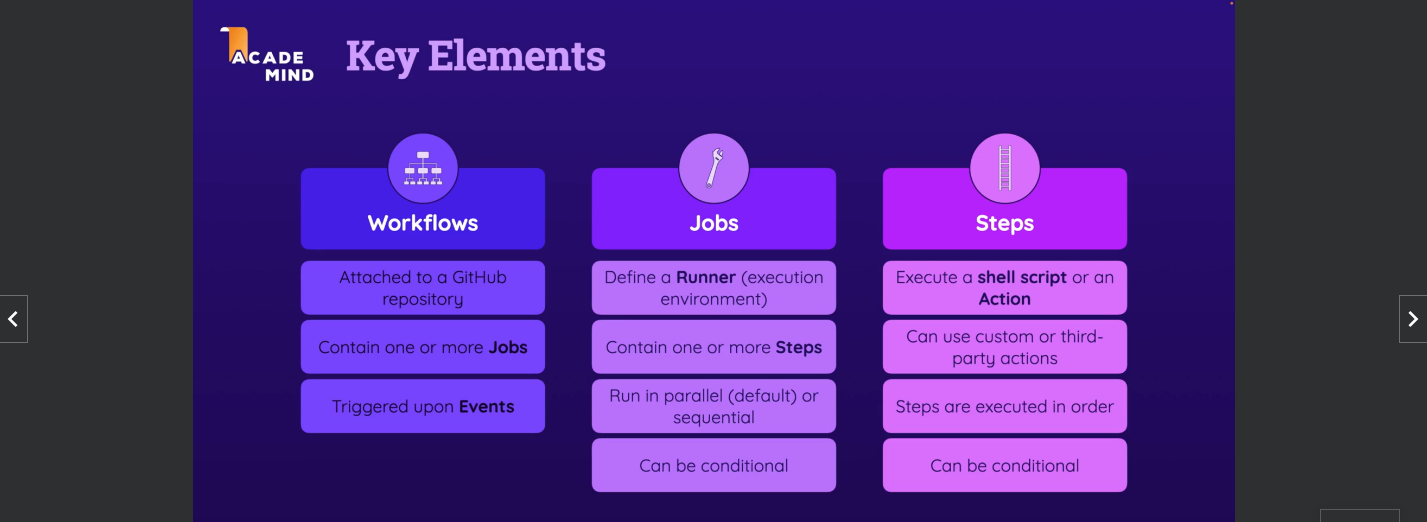 ACADE
MIND
Key Elements
Workflows
Attached to a GitHub
repository
Contain one or more Jobs
Triggered upon Events
Jobs
Define a Runner (execution
environment)
Contain one or more Steps
Run in parallel (default) or
sequential
Can be conditional
Steps
Execute a shell script or an
Action
Can use custom or third-
party actions
Steps are executed in order
Can be conditional